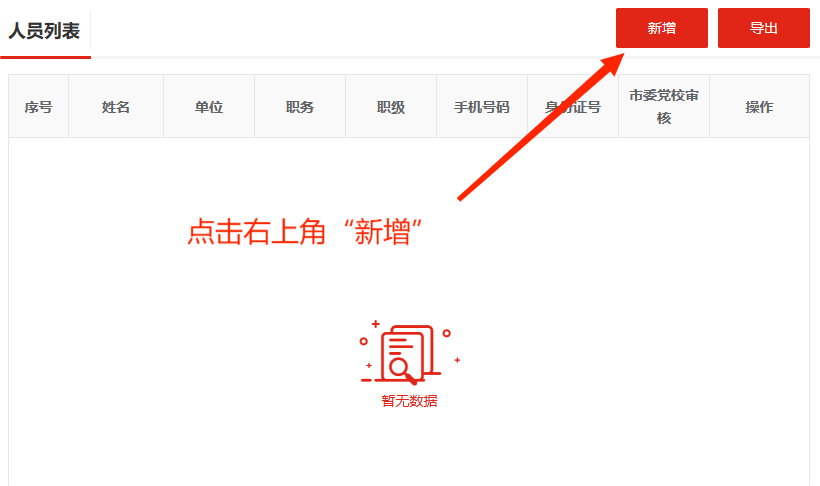 人员列表
新增
导出
序号
姓名
单位
职务
职级
手机号码
身份证号
市委党校审
核
操作
点击右上角“新增”
暂无数据